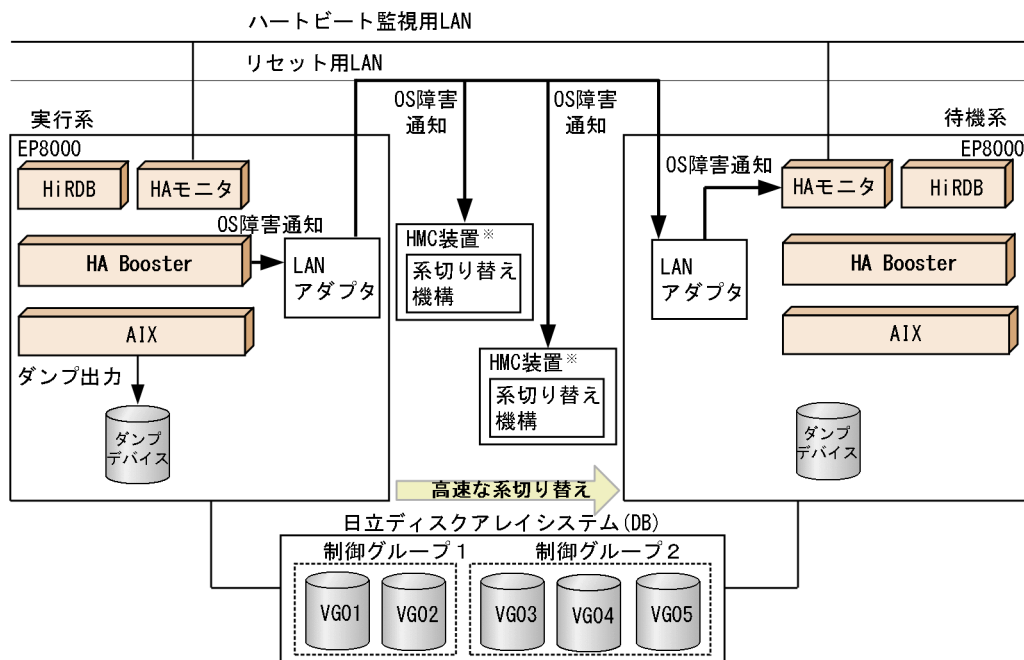 ハートビート監視用LAN
リセット用LAN
実行系
EP8000
HiRDB
HAモニタ
OS障害通知
HA Booster
LAN
アダプタ
AIX
ダンプ出力
ダンプ
デバイス
OS障害
通知
HMC装置※
系切り替え
機構
OS障害
通知
HMC装置※
系切り替え
機構
待機系
EP8000
OS障害通知
HAモニタ
HiRDB
LAN
アダプタ
HA Booster
AIX
ダンプ
デバイス
高速な系切り替え
日立ディスクアレイシステム(DB)
制御グループ1
制御グループ2
VG01
VG02
VG03
VG04
VG05